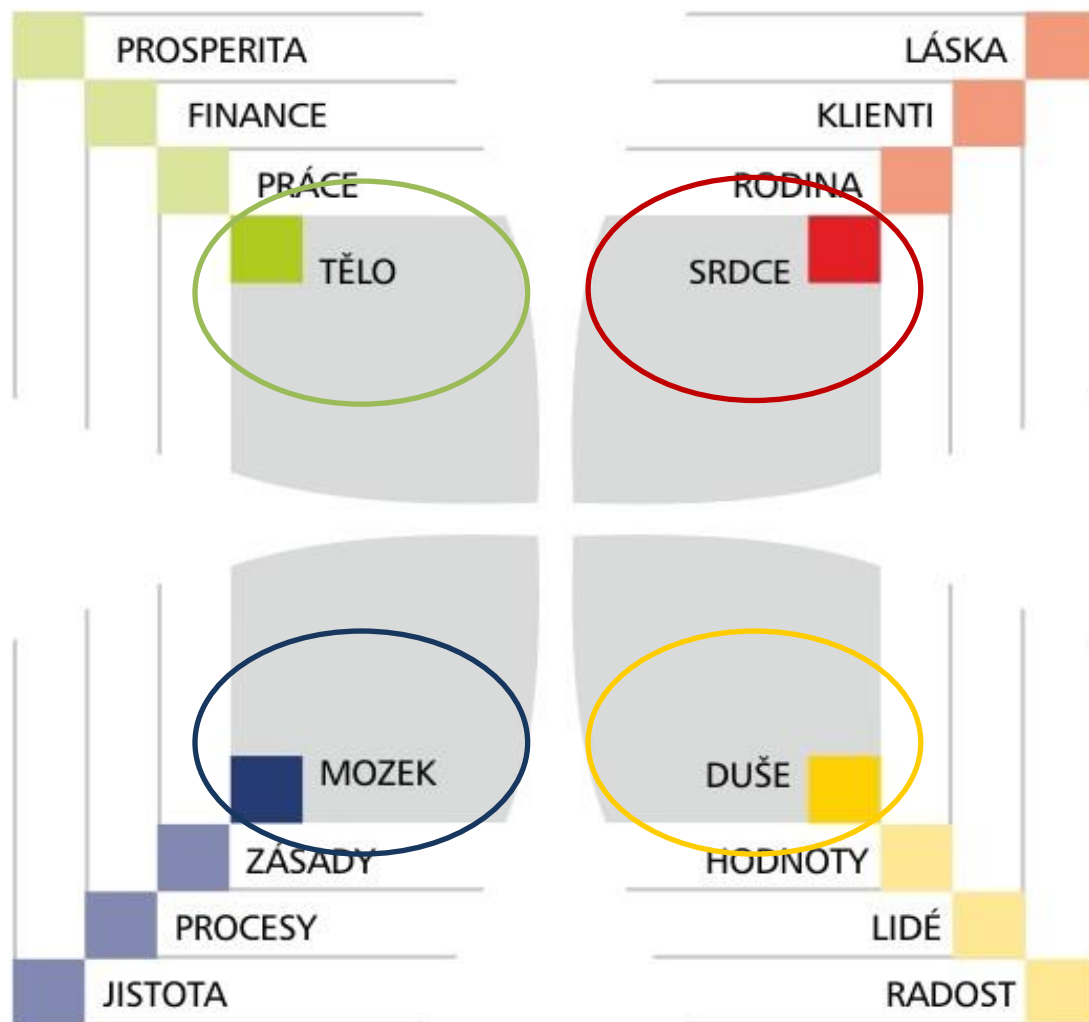 PROSPERITA
LÁSKA
FINANCE
KLIENTI
PRÁCE
RODINA
TĚLO
SRDCE
MOZEK
DUŠE
ZÁSADY
HODNOTY
PROCESY
LIDÉ
JISTOTA
RADOST